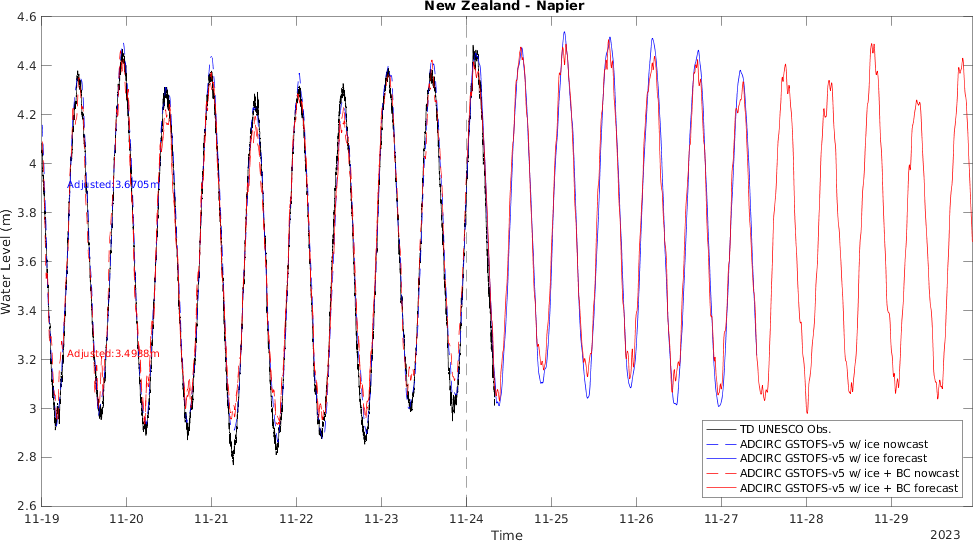 New Zealand - Napier
4.6
4.4
4.2
4
3.8
3.6
3.4
3.2
3
2.8
2.6
Water Level (m)
Adjusted:3.6705m
Adjusted:3.4938m
TD UNESCO Obs.
ADCIRC GSTOFS-v5 w/ ice nowcast
ADCIRC GSTOFS-v5 w/ ice forecast
ADCIRC GSTOFS-v5 w/ ice + BC nowcast
ADCIRC GSTOFS-v5 w/ ice + BC forecast
11-19 11-20 11-21 11-22 11-23 11-24 11-25 11-26 11-27 11-28 11-29
Time
2023